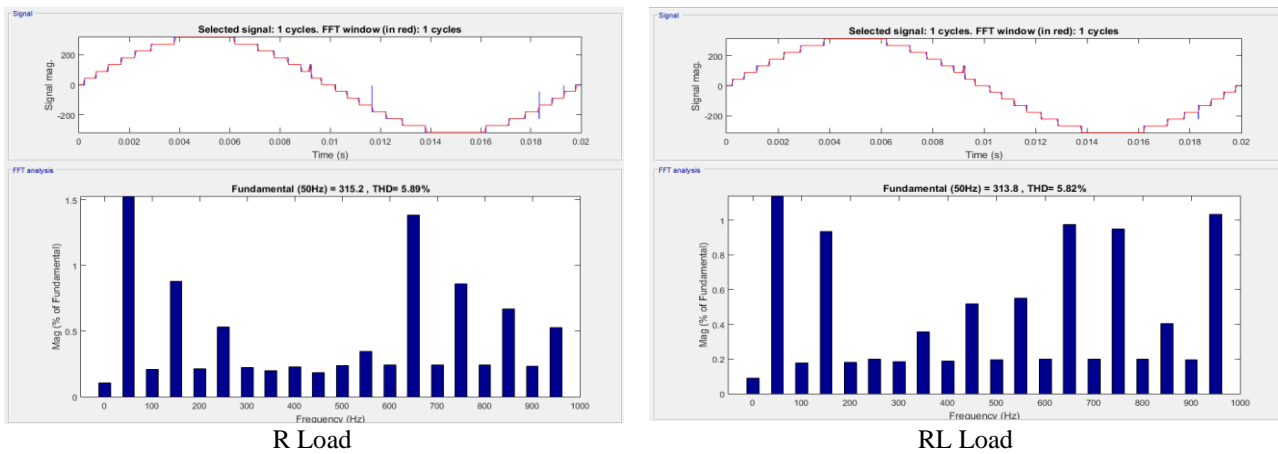 Signal
Selected signal: 1 cycles. FFT window (in red): 1 cycles
Signal mag.
200
0
-200
0 0.002 0.004 0.006 0.008 0.01 0.012 0.014 0.016 0.018 0.02
Time (s)
FFT analysis
Fundamental (50Hz) = 315.2 , THD= 5.89%
Mag (% of Fundamental)
1.5
1
0.5
0
0 100 200 300 400 500 600 700 800 900 1000
Frequency (Hz)
R Load
Signal
Selected signal: 1 cycles. FFT window (in red): 1 cycles
Signal mag.
200
0
-200
0 0.002 0.004 0.006 0.008 0.01 0.012 0.014 0.016 0.018 0.02
Time (s)
FFT analysis
Fundamental (50Hz) = 313.8 , THD= 5.82%
Mag (% of Fundamental)
1
0.8
0.6
0.4
0.2
0
0 100 200 300 400 500 600 700 800 900 1000
Frequency (Hz)
RL Load